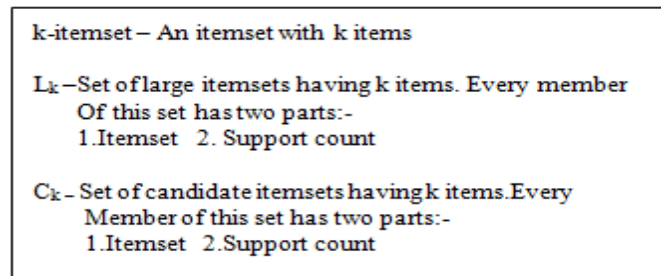 k-itemset – An itemset with k items
Lk –Set of large itemsets having k items. Every member
Of this set has two parts:-
1.Itemset 2. Support count
Ck – Set of candidate itemsets having k items.Every
Member of this set has two parts:-
1.Itemset 2.Support count